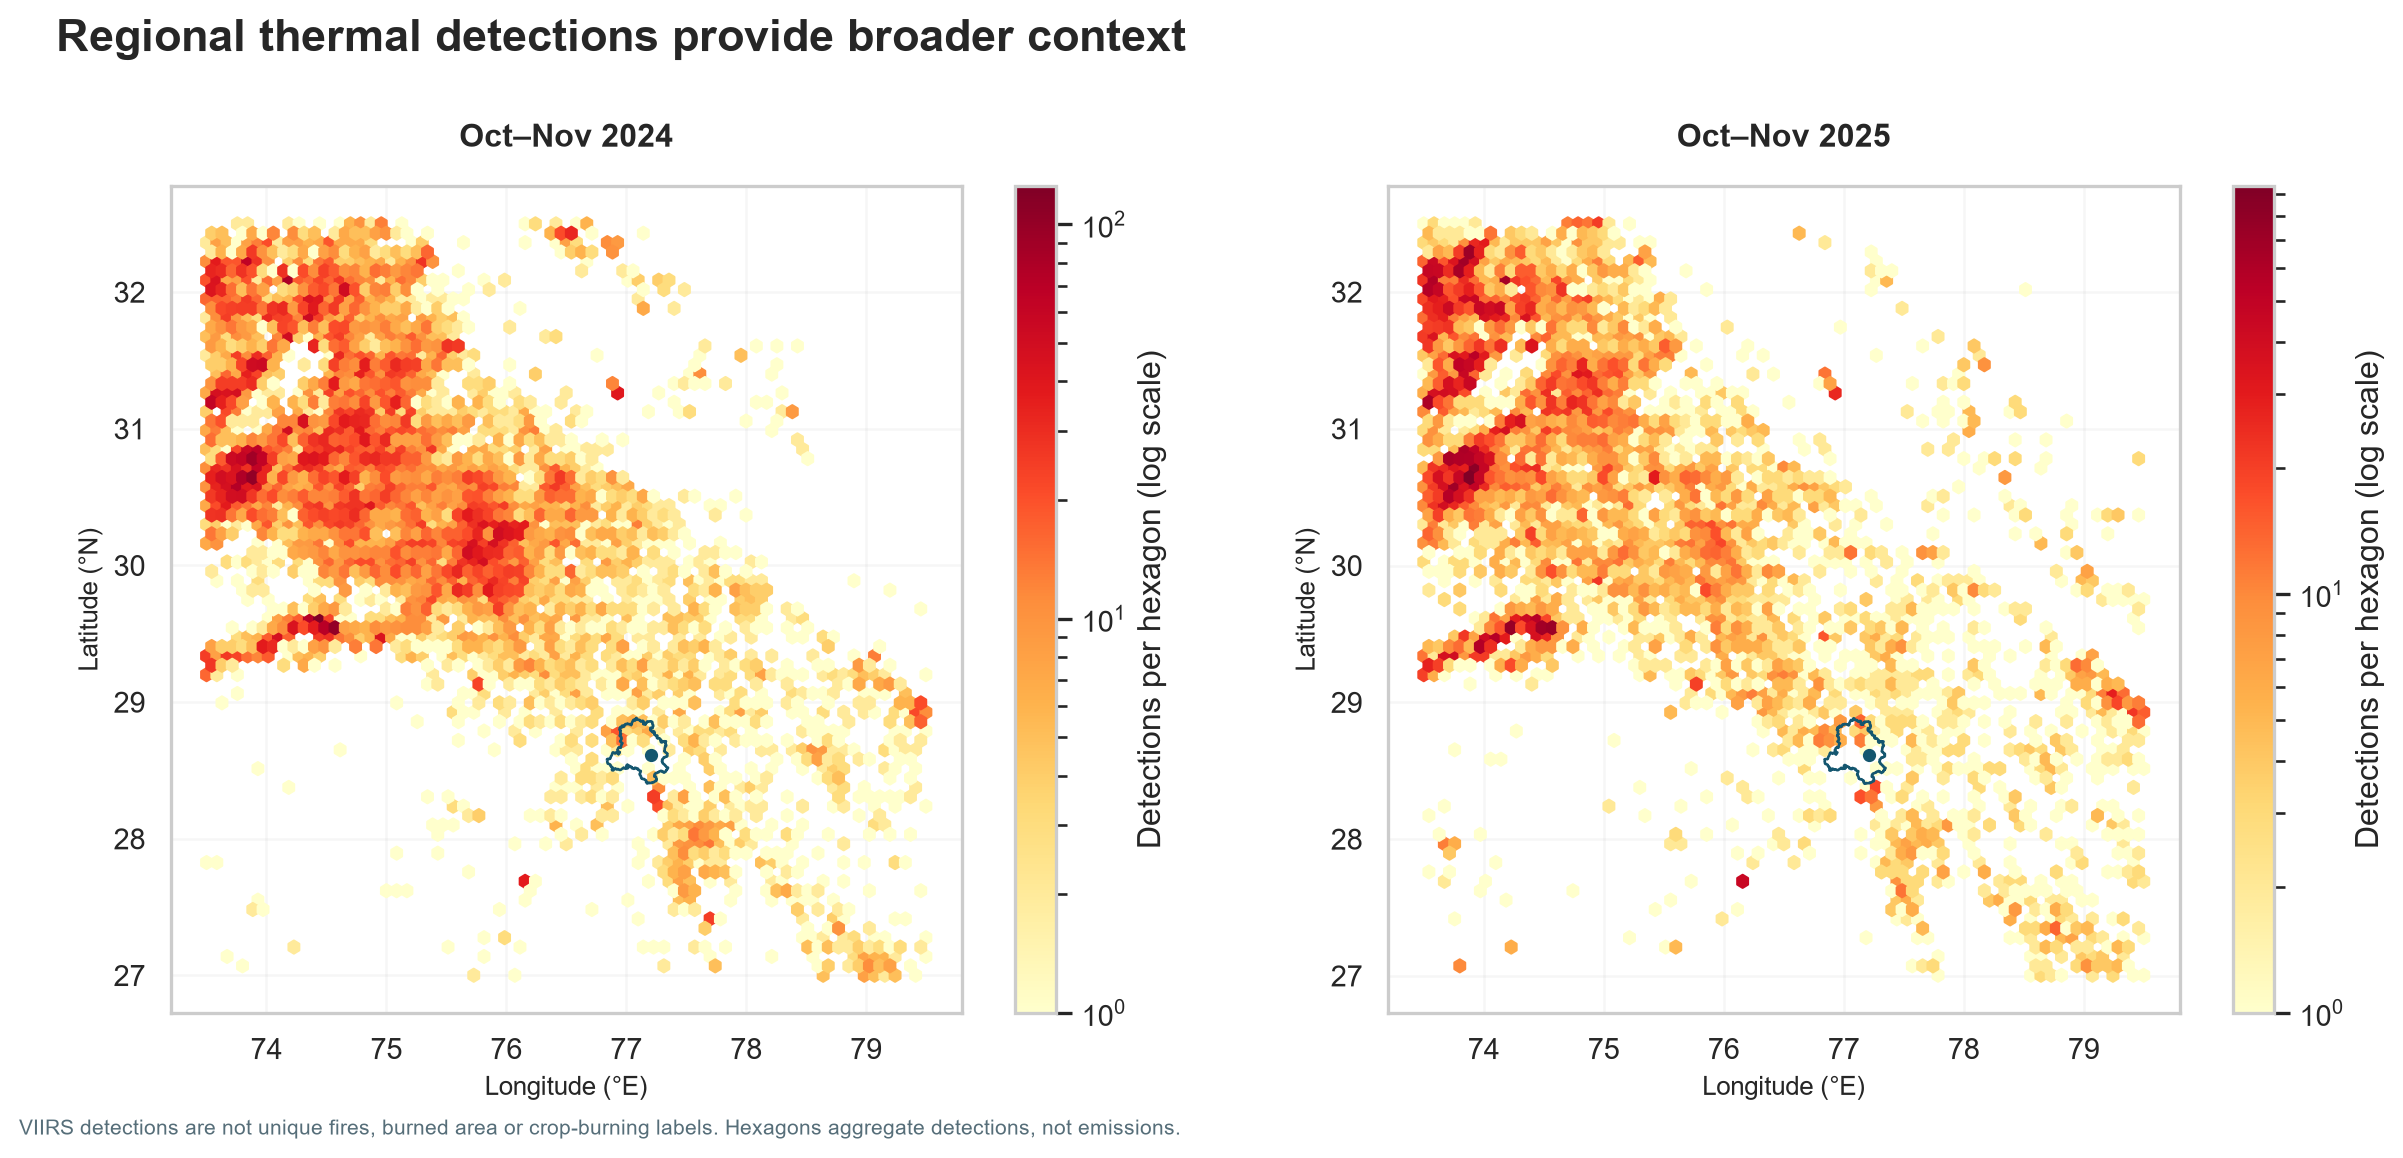 Regional thermal detections provide broader context
Oct–Nov 2024
Latitude (°N)
32
31
30
29
28
27
74 75 76 77 78 79
Longitude (°E)
10²
10¹
10⁰
Detections per hexagon (log scale)
Oct–Nov 2025
Latitude (°N)
32
31
30
29
28
27
74 75 76 77 78 79
Longitude (°E)
10¹
10⁰
Detections per hexagon (log scale)
VIIRS detections are not unique fires, burned area or crop-burning labels. Hexagons aggregate detections, not emissions.